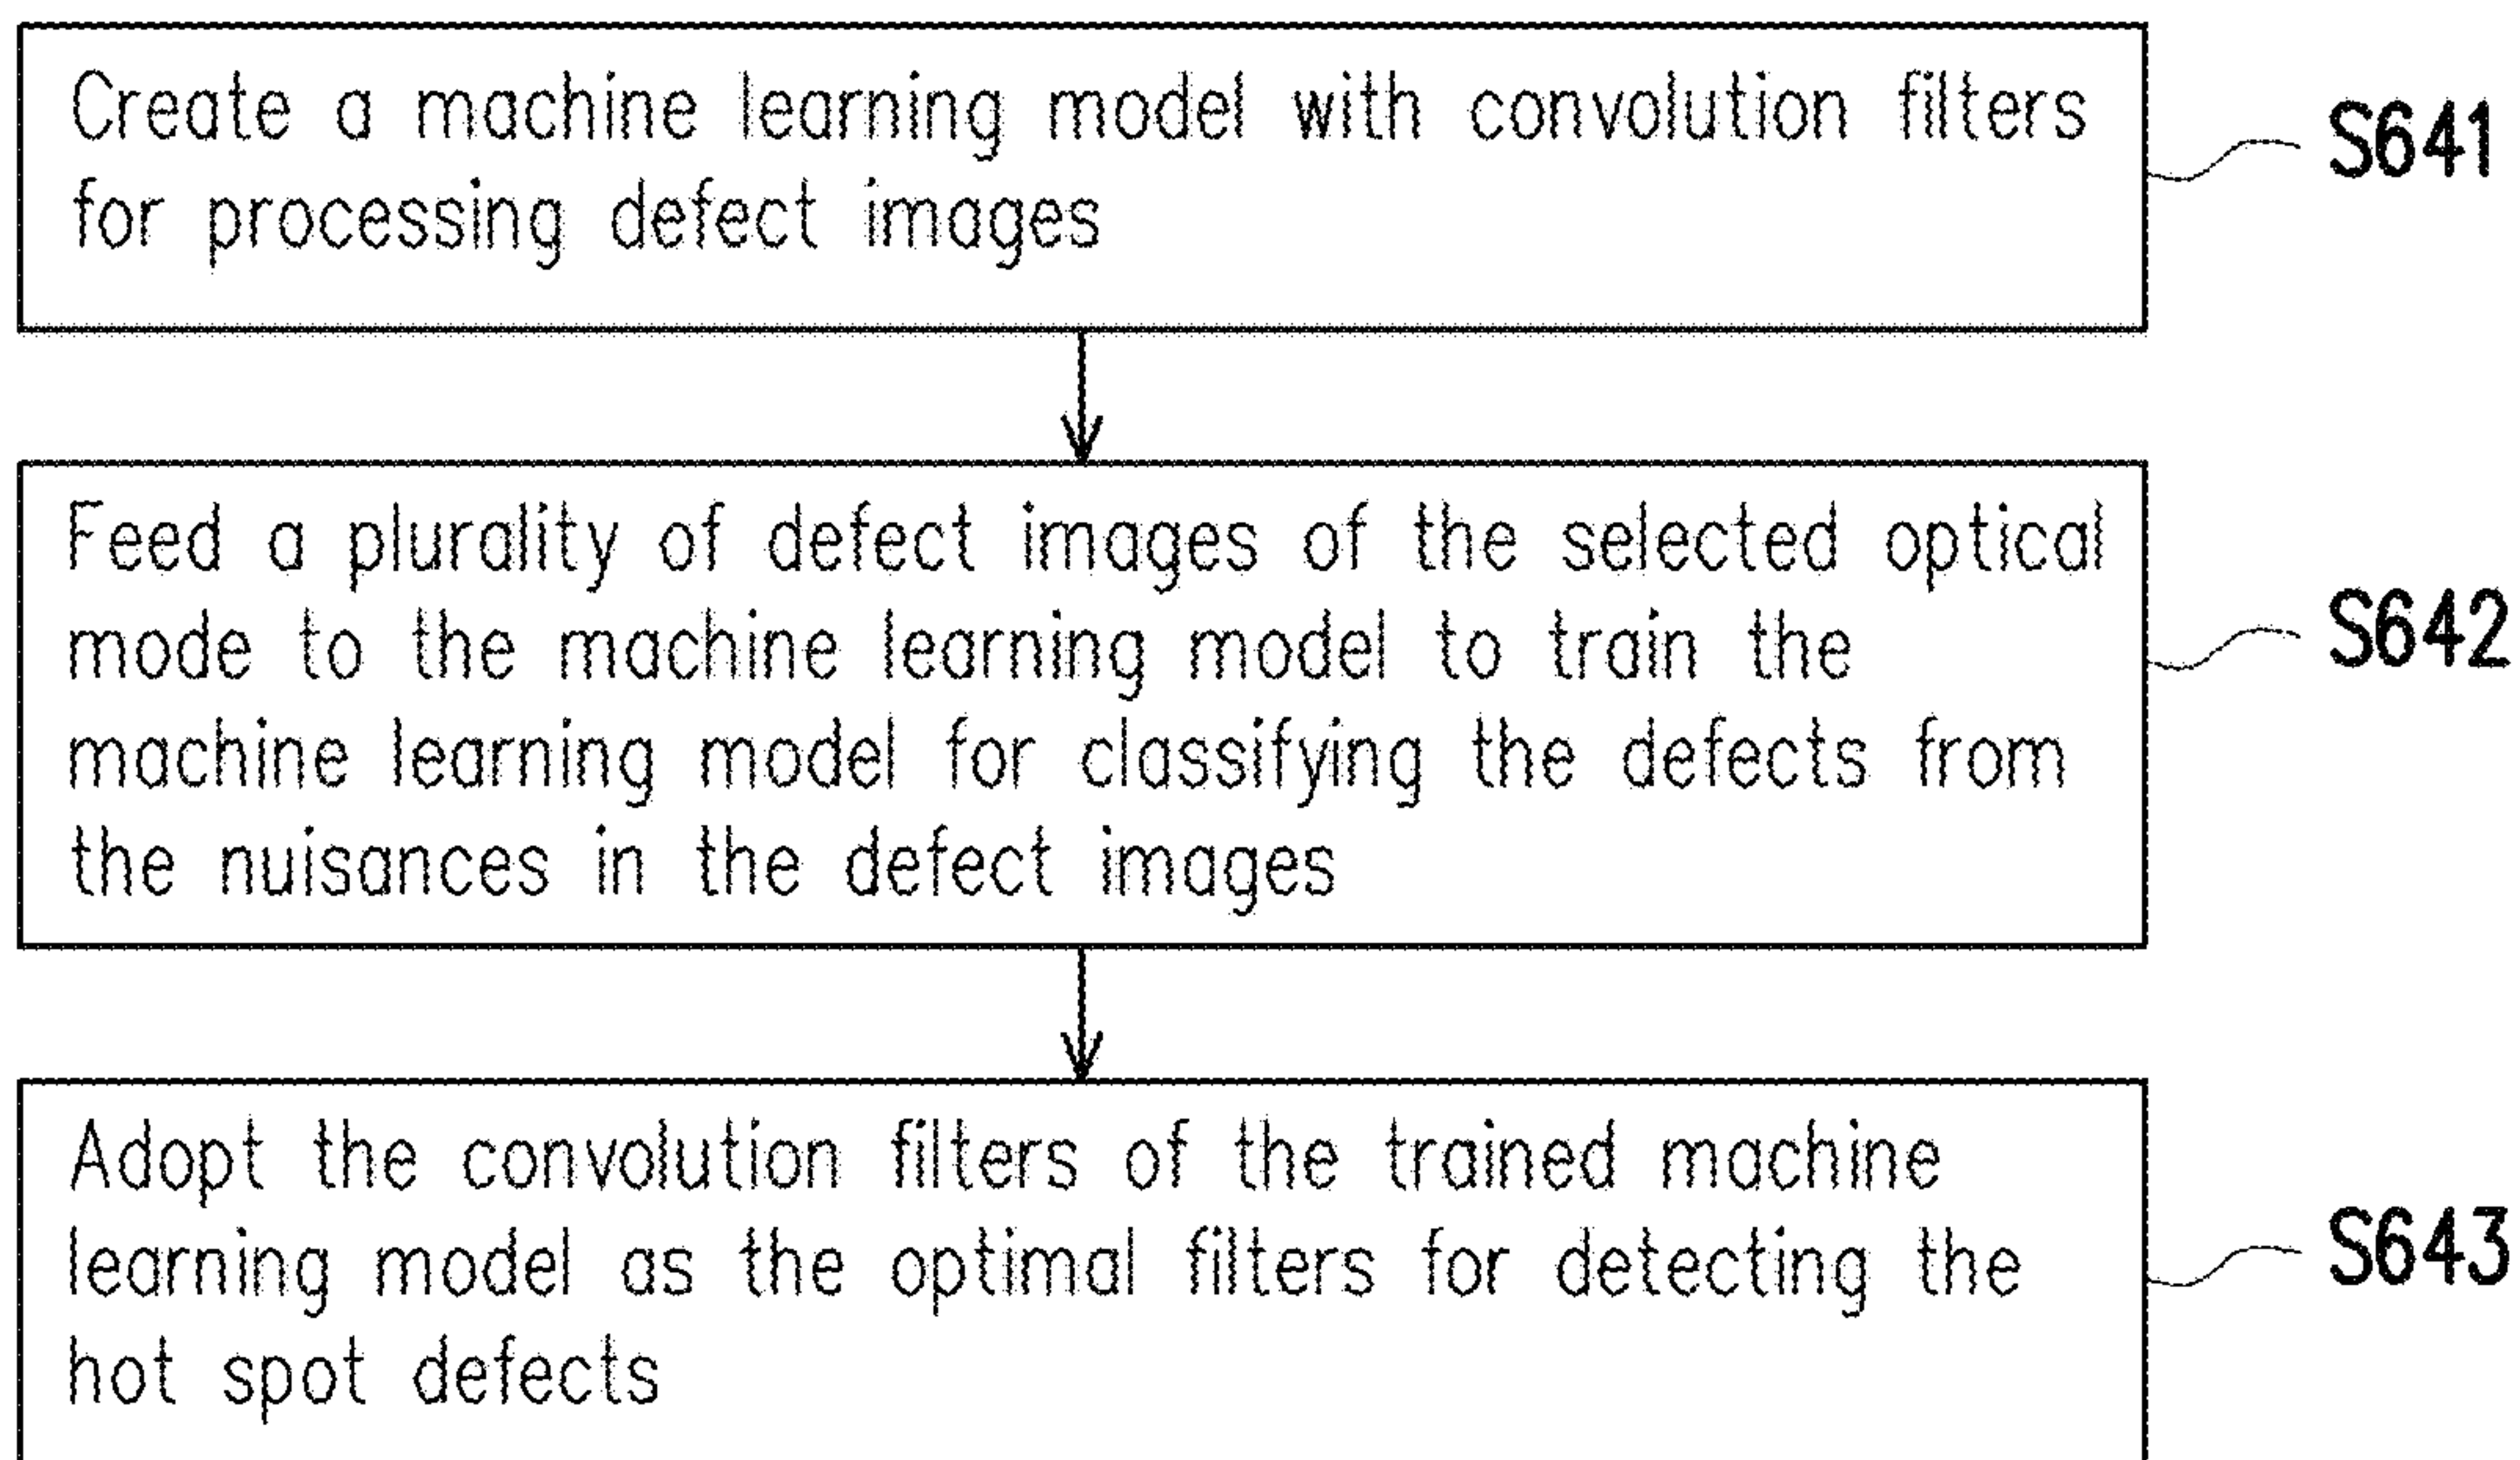 Create a machine learning model with convolution filters
for processing defect images
S641
Feed a plurality of defect images of the selected optical
mode to the machine learning model to train the
machine learning model for classifying the defects from
the nuisances in the defect images
S642
Adopt the convolution filters of the trained machine
learning model as the optimal filters for detecting the
hot spot defects
S643